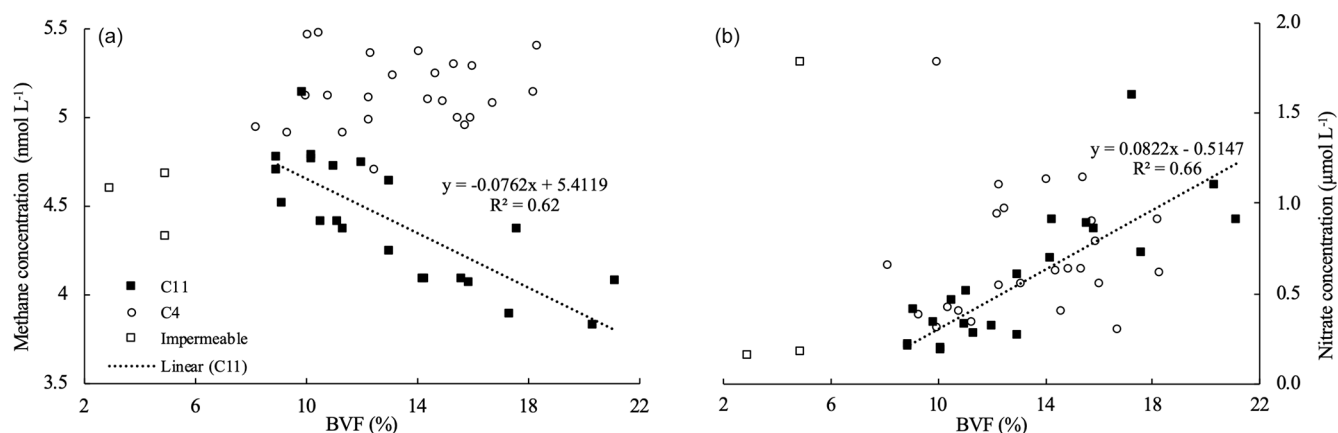 (a)
5.5
5
4.5
4
3.5
Methane concentration (nmol L-1)
y = -0.0762x + 5.4119
R² = 0.62
C11
C4
Impermeable
Linear (C11)
2 6 10 14 18 22
BVF (%)
(b)
2.0
1.5
1.0
0.5
0.0
Nitrate concentration (µmol L-1)
y = 0.0822x - 0.5147
R² = 0.66
2 6 10 14 18 22
BVF (%)